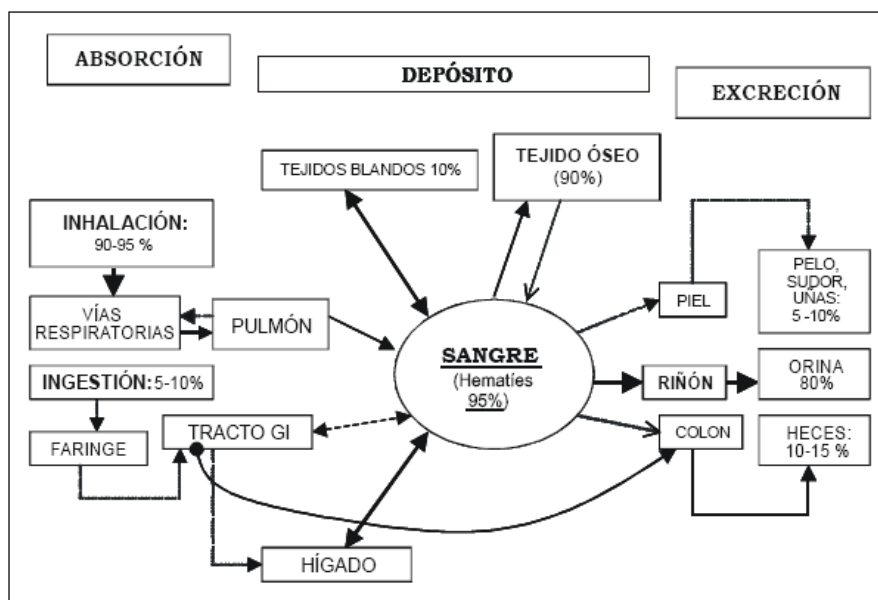 ABSORCIÓN
DEPÓSITO
EXCRECIÓN
TEJIDOS BLANDOS 10%
TEJIDO ÓSEO
(90%)
INHALACIÓN:
90-95 %
VÍAS
RESPIRATORIAS
PULMÓN
INGESTIÓN: 5-10%
FARINGE
TRACTO GI
HÍGADO
SANGRE
(Hematíes
95%)
PIEL
PELO,
SUDOR,
UÑAS:
5 -10%
RIÑÓN
ORINA
80%
COLON
HECES:
10-15 %